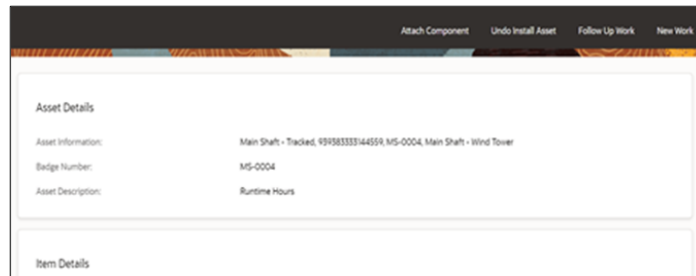 Attach Component Undo Install Asset Follow Up Work New Work
Asset Details
Asset Information: Main Shaft - Tracked, 939383333144559, MS-0004, Main Shaft - Wind Tower
Badge Number: MS-0004
Asset Description: Runtime Hours
Item Details